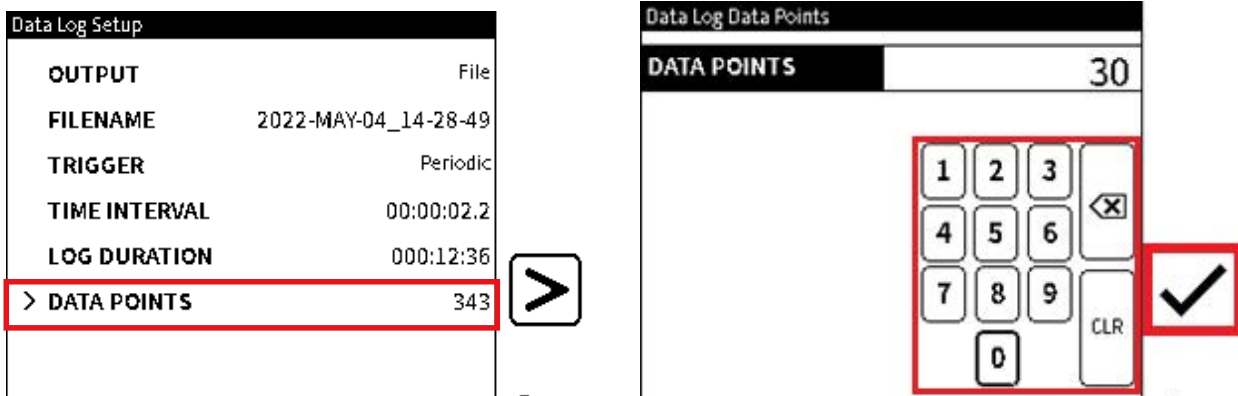 Data Log Setup
OUTPUT File
FILENAME 2022-MAY-04_14-28-49
TRIGGER Periodic
TIME INTERVAL 00:00:02.2
LOG DURATION 000:12:36
> DATA POINTS 343
>
Data Log Data Points
DATA POINTS 30
1 2 3
4 5 6
7 8 9
CLR
0